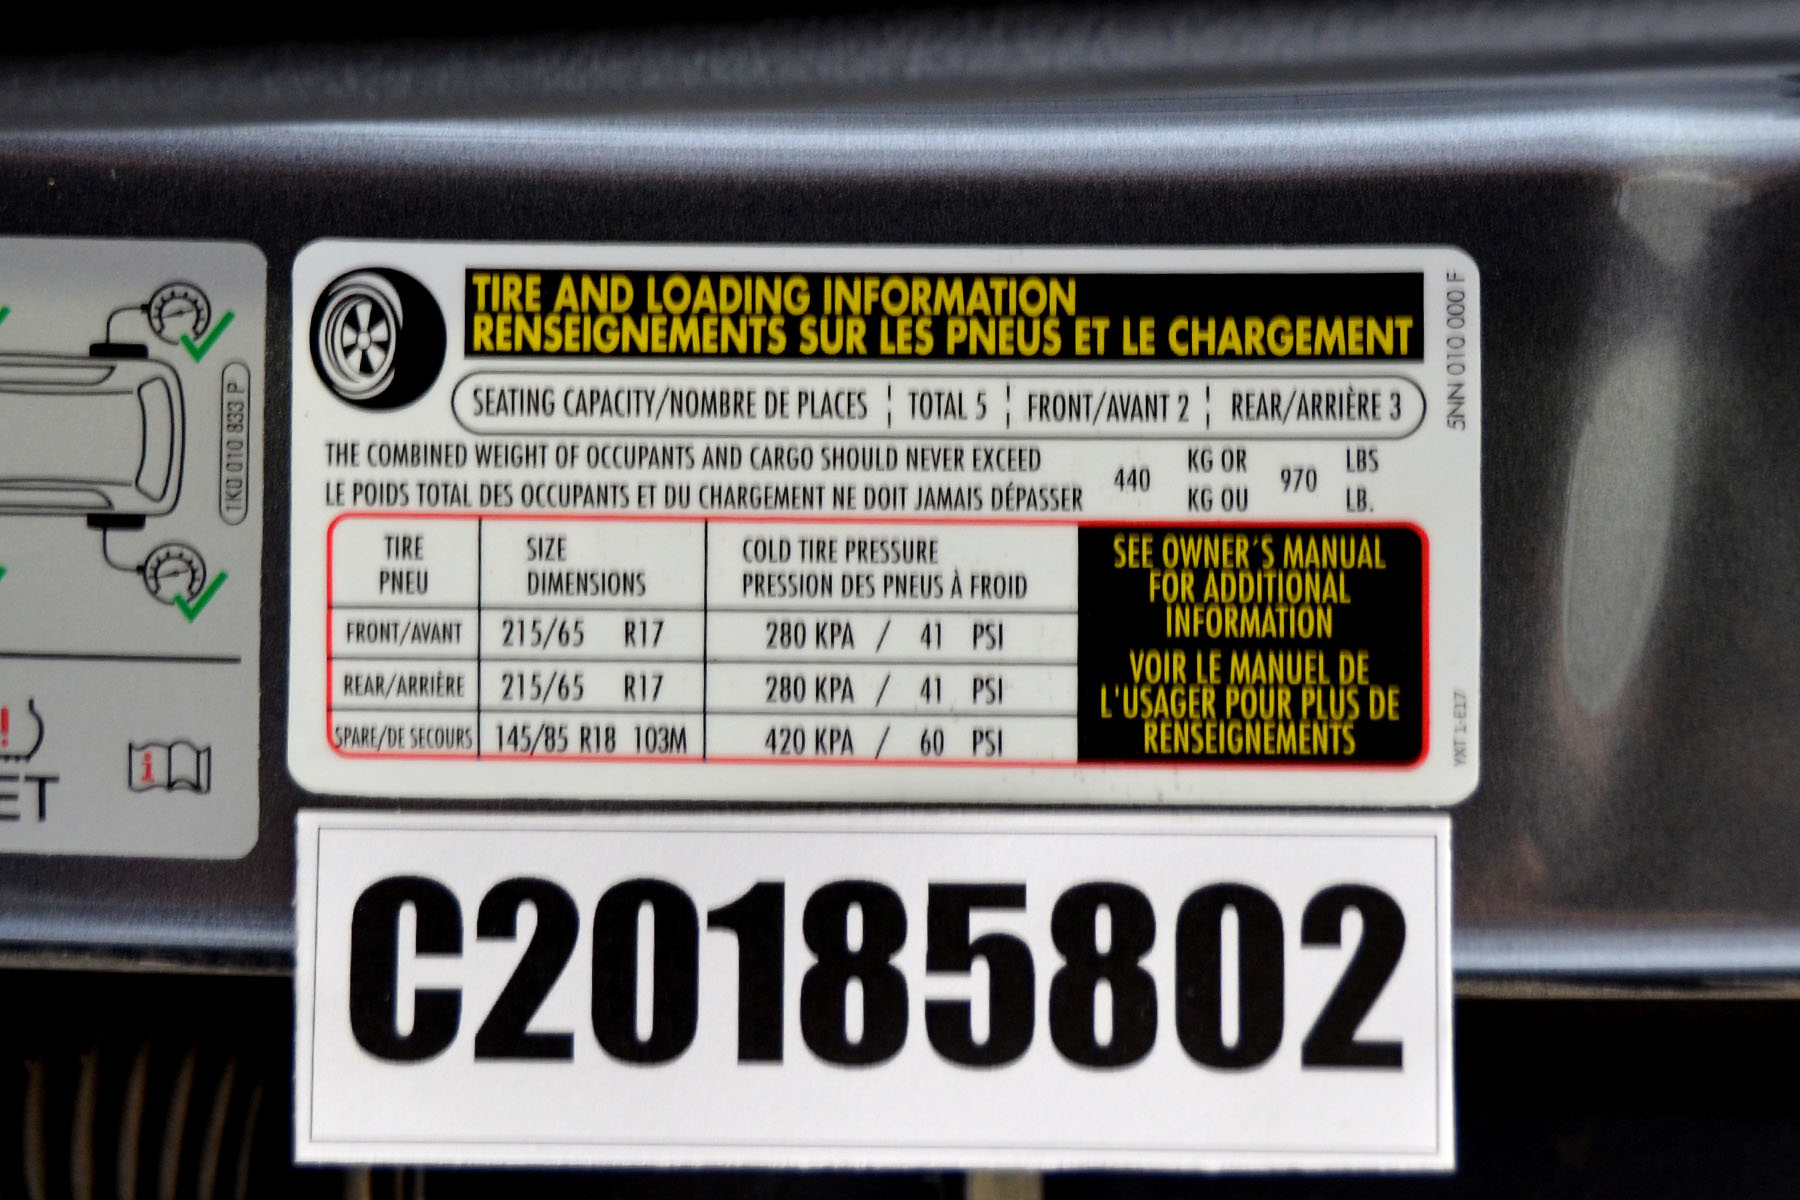 TIRE AND LOADING INFORMATION
RENSEIGNEMENTS SUR LES PNEUS ET LE CHARGEMENT
SEATING CAPACITY/NOMBRE DE PLACES ¦ TOTAL 5 ¦ FRONT/AVANT 2 ¦ REAR/ARRIÈRE 3
THE COMBINED WEIGHT OF OCCUPANTS AND CARGO SHOULD NEVER EXCEED 440 KG OR 970 LBS
LE POIDS TOTAL DES OCCUPANTS ET DU CHARGEMENT NE DOIT JAMAIS DÉPASSER KG OU LB.
TIRE SIZE COLD TIRE PRESSURE
PNEU DIMENSIONS PRESSION DES PNEUS À FROID
FRONT/AVANT 215/65 R17 280 KPA / 41 PSI
REAR/ARRIÈRE 215/65 R17 280 KPA / 41 PSI
SPARE/DE SECOURS 145/85 R18 103M 420 KPA / 60 PSI
SEE OWNER´S MANUAL
FOR ADDITIONAL
INFORMATION
VOIR LE MANUEL DE
L'USAGER POUR PLUS DE
RENSEIGNEMENTS
5NN 010 000 F
YXT 1-E17
1K0 010 833 P
ET
C20185802